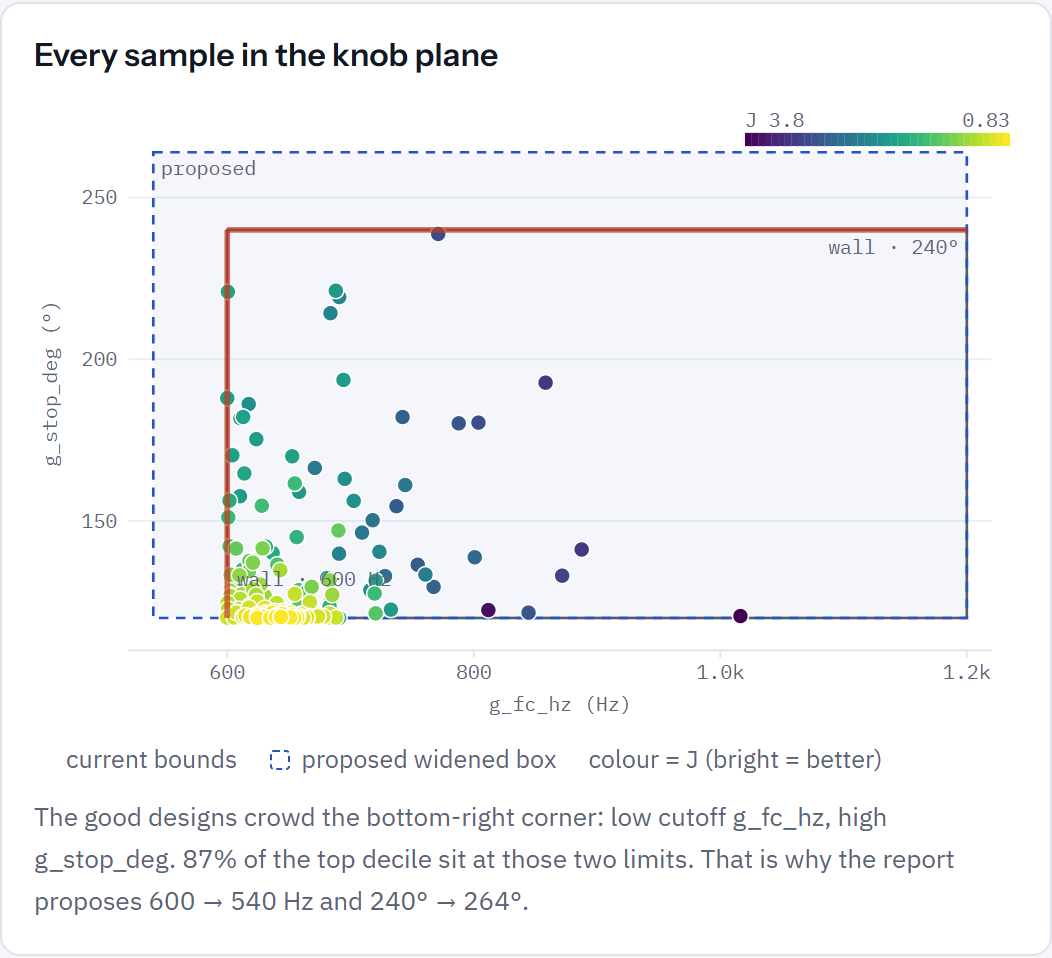 Every sample in the knob plane
J 3.8 0.83
proposed
250
wall · 240°
200
150
wall · 600 Hz
g_stop_deg (°)
600 800 1.0k 1.2k
g_fc_hz (Hz)
current bounds proposed widened box colour = J (bright = better)
The good designs crowd the bottom-right corner: low cutoff g_fc_hz, high
g_stop_deg. 87% of the top decile sit at those two limits. That is why the report
proposes 600 → 540 Hz and 240° → 264°.